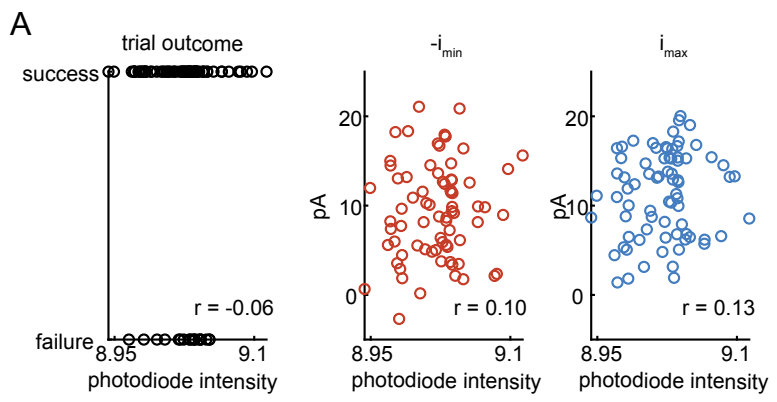 A
trial outcome
success
failure
r = -0.06
8.95 9.1
photodiode intensity
-i_min
pA
20
10
0
r = 0.10
8.95 9.1
photodiode intensity
i_max
pA
20
10
0
r = 0.13
8.95 9.1
photodiode intensity